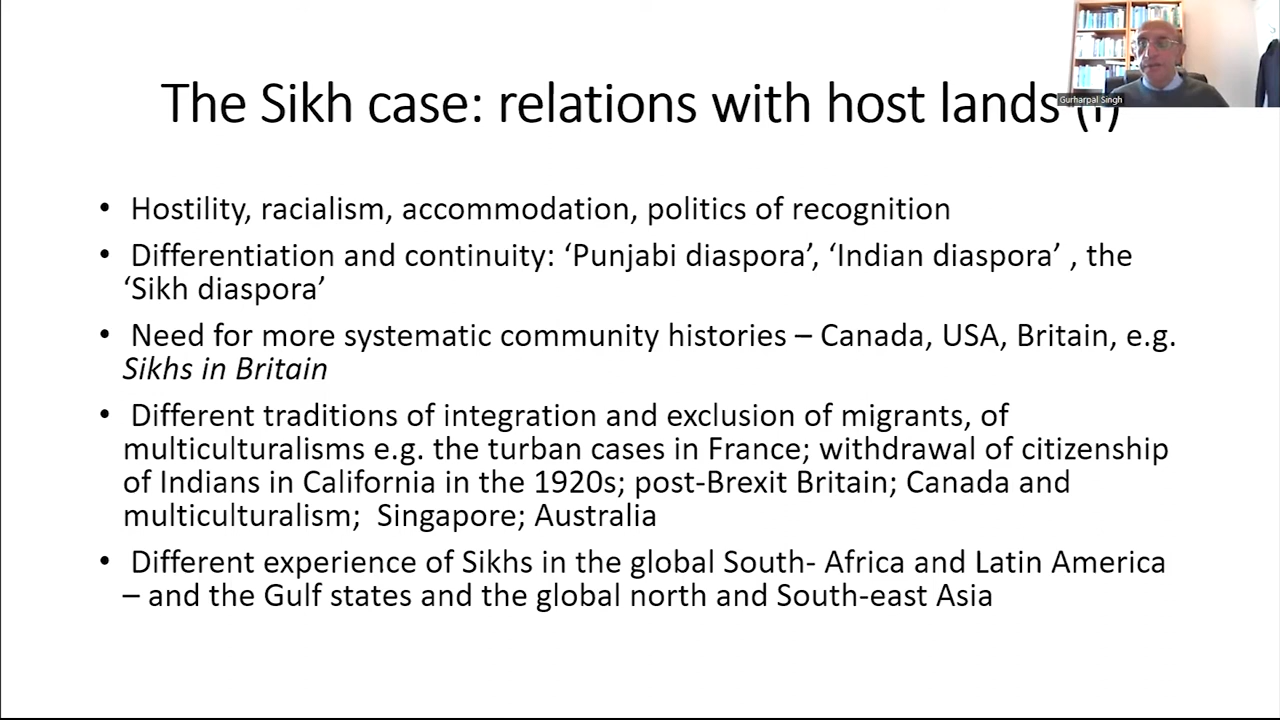 The Sikh case: relations with host lands (I)
Gurharpal Singh
• Hostility, racialism, accommodation, politics of recognition
• Differentiation and continuity: ‘Punjabi diaspora’, ‘Indian diaspora’ , the
‘Sikh diaspora’
• Need for more systematic community histories – Canada, USA, Britain, e.g.
Sikhs in Britain
• Different traditions of integration and exclusion of migrants, of
multiculturalisms e.g. the turban cases in France; withdrawal of citizenship
of Indians in California in the 1920s; post-Brexit Britain; Canada and
multiculturalism; Singapore; Australia
• Different experience of Sikhs in the global South- Africa and Latin America
– and the Gulf states and the global north and South-east Asia